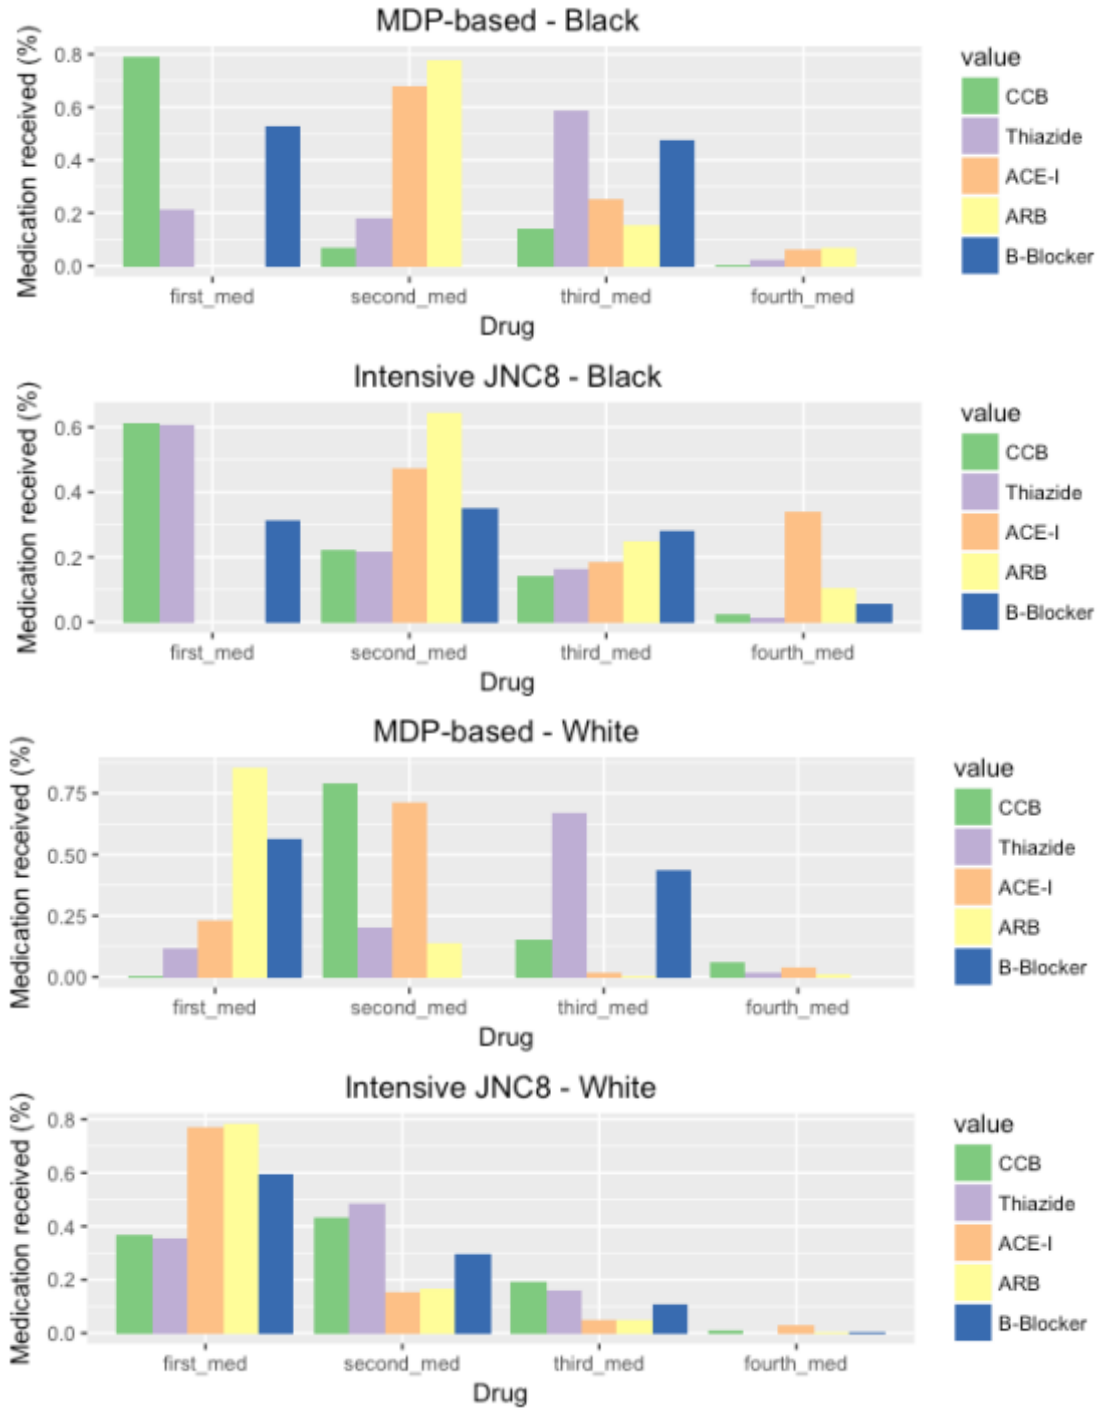 MDP-based - Black
Medication received (%)
0.8
0.6
0.4
0.2
0.0
first_med second_med third_med fourth_med
Drug
value
CCB
Thiazide
ACE-I
ARB
B-Blocker
Intensive JNC8 - Black
Medication received (%)
0.6
0.4
0.2
0.0
first_med second_med third_med fourth_med
Drug
value
CCB
Thiazide
ACE-I
ARB
B-Blocker
MDP-based - White
Medication received (%)
0.75
0.50
0.25
0.00
first_med second_med third_med fourth_med
Drug
value
CCB
Thiazide
ACE-I
ARB
B-Blocker
Intensive JNC8 - White
Medication received (%)
0.8
0.6
0.4
0.2
0.0
first_med second_med third_med fourth_med
Drug
value
CCB
Thiazide
ACE-I
ARB
B-Blocker